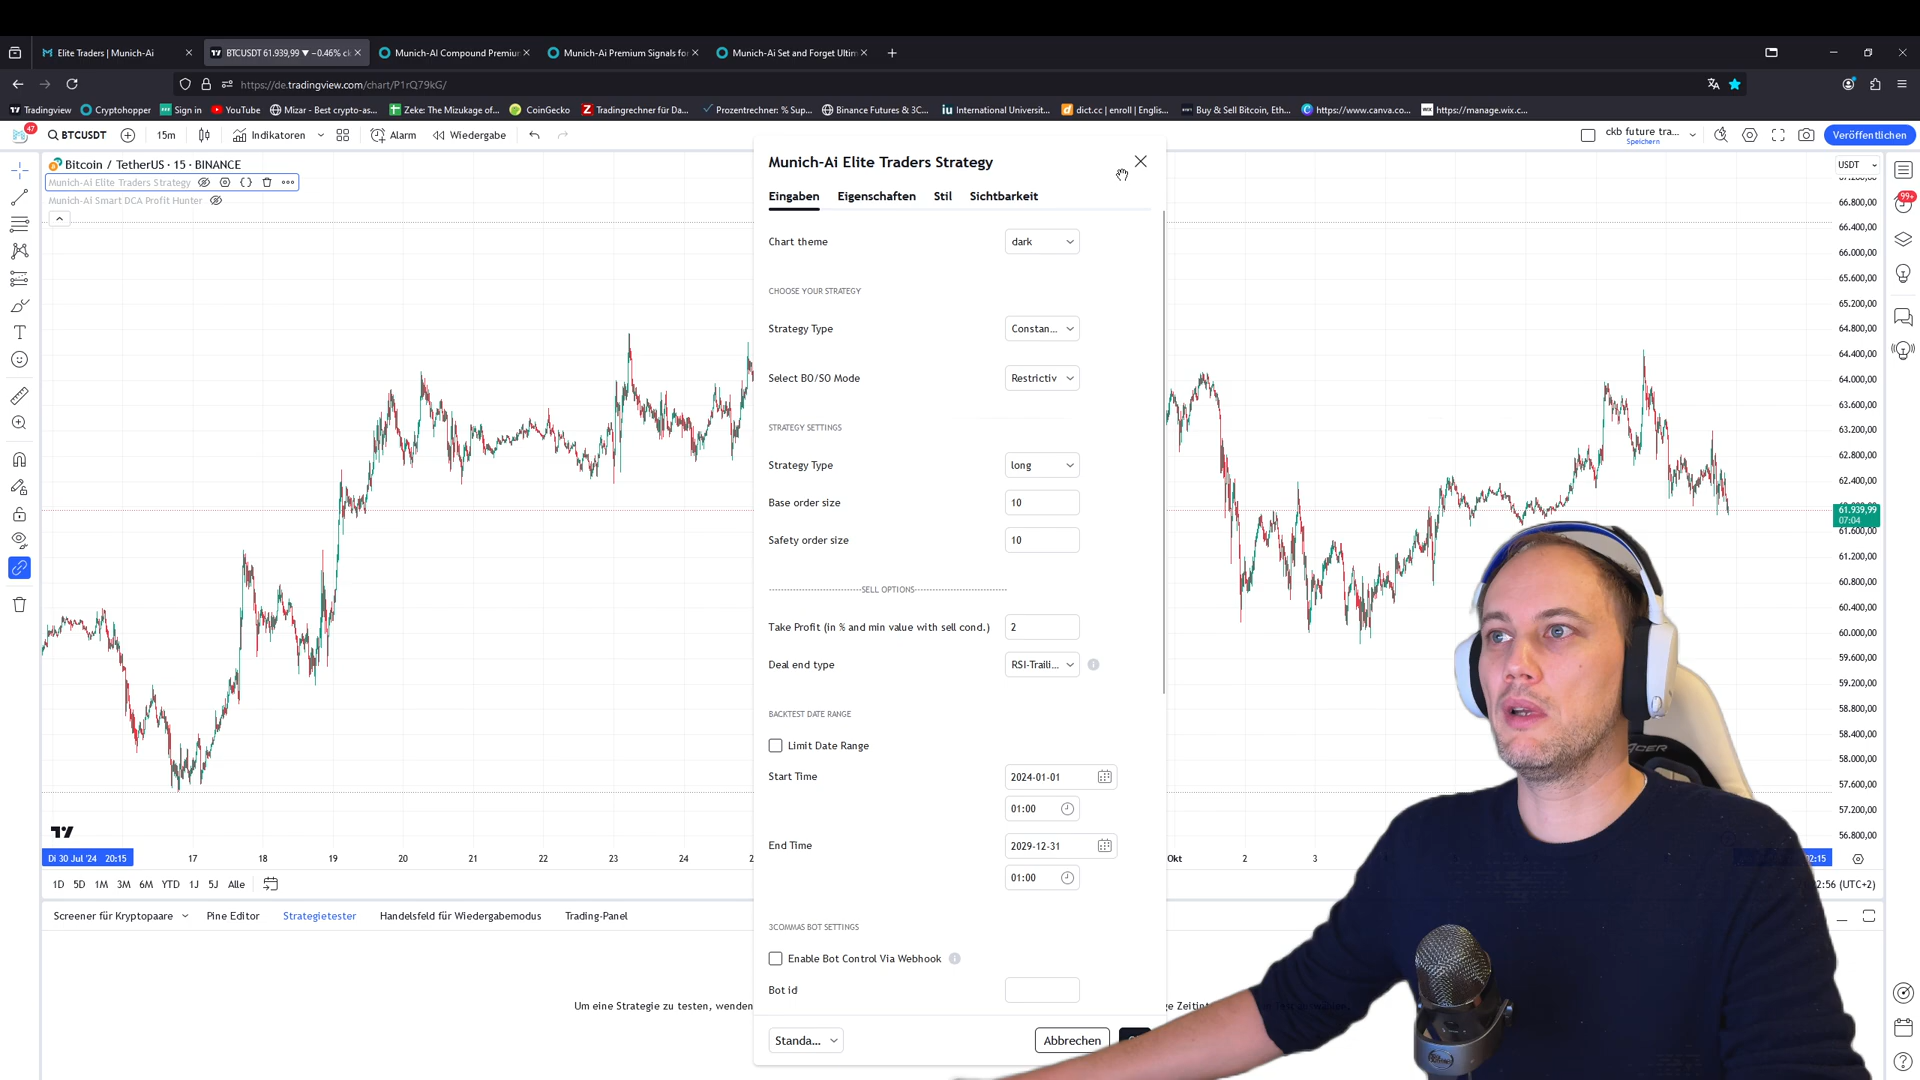 Elite Traders | Munich-Ai
BTCUSDT 61.939,99 ▼ −0.46% ck
Munich-AI Compound Premiu
Munich-Ai Premium Signals fo
Munich-Ai Set and Forget Ultim
https://de.tradingview.com/chart/P1rQ79kG/
Tradingview
Cryptohopper
Sign in
YouTube
Mizar - Best crypto-as...
Zeke: The Mizukage of...
CoinGecko
Tradingrechner für Da...
Prozentrechner: % Sup...
Binance Futures & 3C...
International Universit...
dict.cc | enroll | Englis...
Buy & Sell Bitcoin, Eth...
https://www.canva.co...
https://manage.wix.c...
47
BTCUSDT
15m
Indikatoren
Alarm
Wiedergabe
ckb future tra...
Speichern
Veröffentlichen
Bitcoin / TetherUS · 15 · BINANCE
Munich-Ai Elite Traders Strategy
Munich-Ai Smart DCA Profit Hunter
Munich-Ai Elite Traders Strategy
Eingaben
Eigenschaften
Stil
Sichtbarkeit
Chart theme
dark
CHOOSE YOUR STRATEGY
Strategy Type
Constan...
Select BO/SO Mode
Restrictiv
STRATEGY SETTINGS
Strategy Type
long
Base order size
10
Safety order size
10
SELL OPTIONS
Take Profit (in % and min value with sell cond.)
2
Deal end type
RSI-Traili...
BACKTEST DATE RANGE
Limit Date Range
Start Time
2024-01-01
01:00
End Time
2029-12-31
01:00
3COMMAS BOT SETTINGS
Enable Bot Control Via Webhook
Bot id
Standa...
Abbrechen
USDT
99+
66.800,00
66.400,00
66.000,00
65.600,00
65.200,00
64.800,00
64.400,00
64.000,00
63.600,00
63.200,00
62.800,00
62.400,00
61.939,99
07:04
61.600,00
61.200,00
60.800,00
60.400,00
60.000,00
59.600,00
59.200,00
58.800,00
58.400,00
58.000,00
57.600,00
57.200,00
56.800,00
Di 30 Jul '24 20:15
17
18
19
20
21
22
23
24
Okt
2
3
02:15
1D
5D
1M
3M
6M
YTD
1J
5J
Alle
2:56 (UTC+2)
Screener für Kryptopaare
Pine Editor
Strategietester
Handelsfeld für Wiedergabemodus
Trading-Panel
Um eine Strategie zu testen, wenden
ge Zeitin
acer